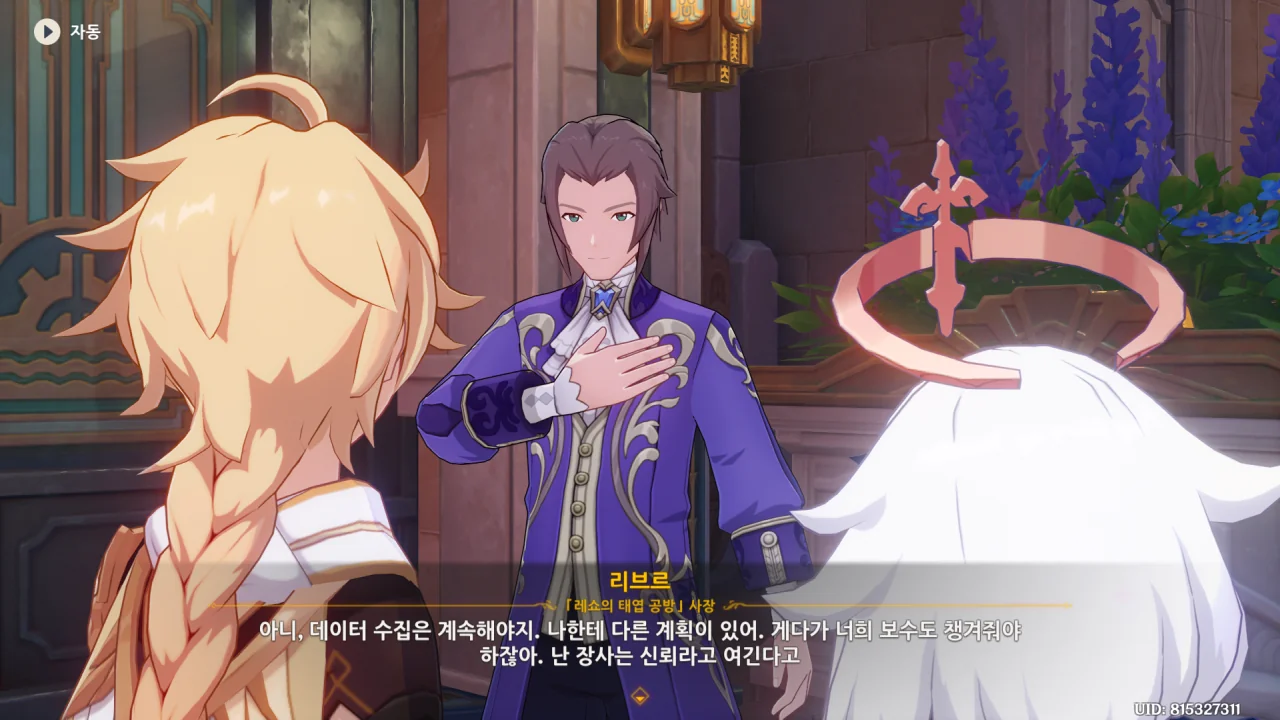 자동
리브르
「레쇼의 태엽 공방」 사장
아니, 데이터 수집은 계속해야지. 나한테 다른 계획이 있어. 게다가 너희 보수도 챙겨줘야
하잖아. 난 장사는 신뢰라고 여긴다고
UID: 815327311